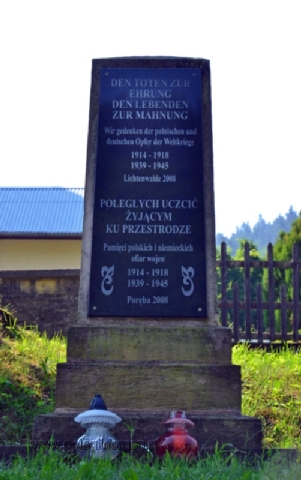 DEN TOTEN ZUR
EHRUNG
DEN LEBENDEN
ZUR MAHNUNG
Wir gedenken der polnischen und
deutschen Opfer der Weltkriege
1914 - 1918
1939 - 1945
Lichtenwalde 2008
POLEGŁYCH UCZCIĆ
ŻYJĄCYM
KU PRZESTRODZE
Pamięci polskich i niemieckich
ofiar wojen
1914 - 1918
1939 - 1945
Poręba 2008